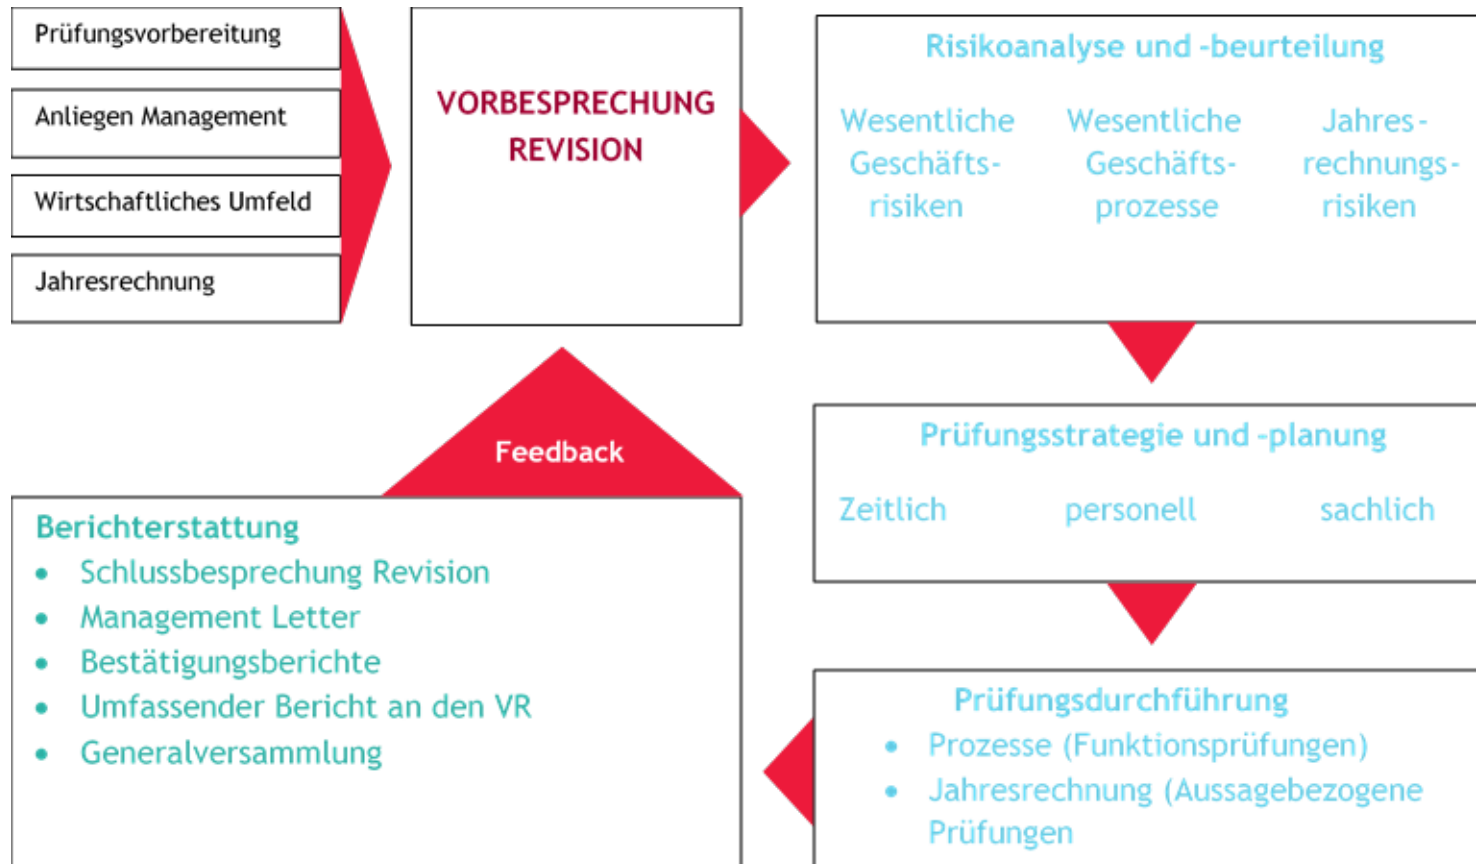 Prüfungsvorbereitung
Anliegen Management
Wirtschaftliches Umfeld
Jahresrechnung
VORBESPRECHUNG
REVISION
Risikoanalyse und -beurteilung
Wesentliche
Geschäfts-
risiken
Wesentliche
Geschäfts-
prozesse
Jahres-
rechnungs-
risiken
Prüfungsstrategie und -planung
Zeitlich personell sachlich
Prüfungsdurchführung
• Prozesse (Funktionsprüfungen)
• Jahresrechnung (Aussagebezogene
Prüfungen
Feedback
Berichterstattung
• Schlussbesprechung Revision
• Management Letter
• Bestätigungsberichte
• Umfassender Bericht an den VR
• Generalversammlung